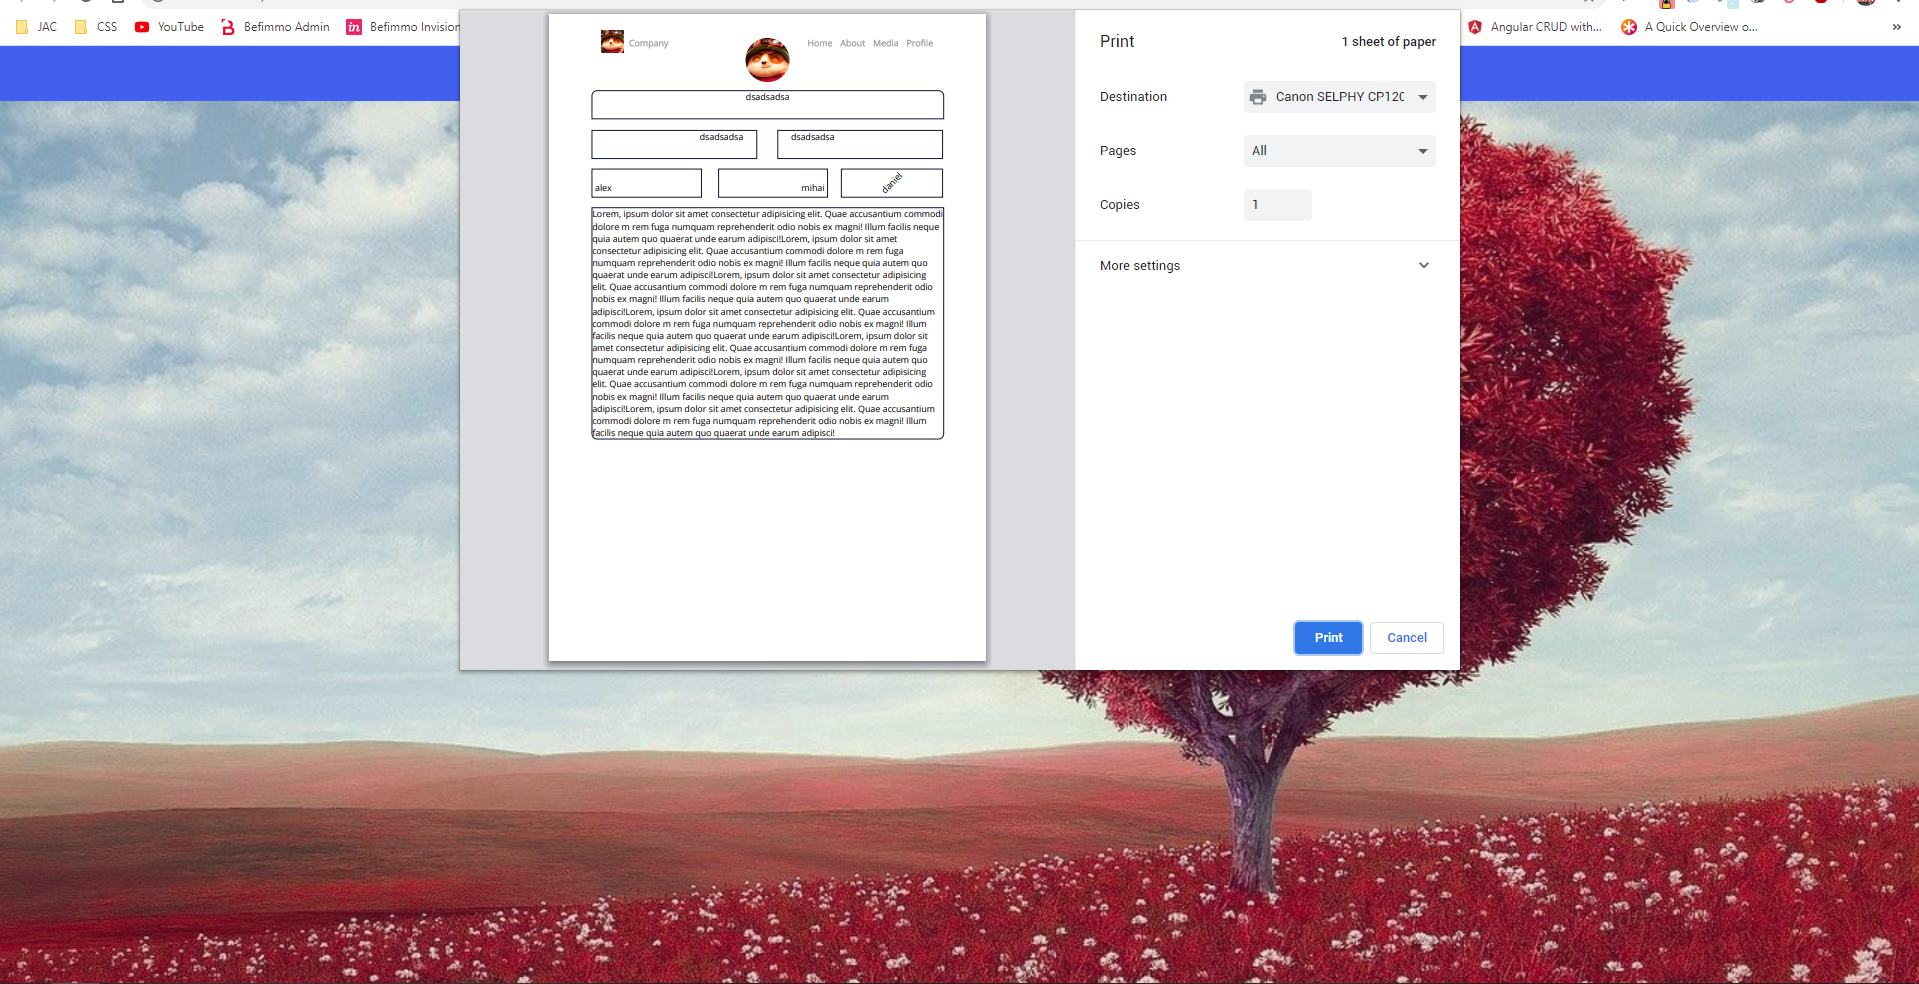 JAC CSS YouTube Befimmo Admin in Befimmo Invision
Angular CRUD with... A Quick Overview o... »
Company
Home About Media Profile
dsadsadsa
dsadsadsa dsadsadsa
alex mihai daniel
Lorem, ipsum dolor sit amet consectetur adipisicing elit. Quae accusantium commodi
dolore m rem fuga numquam reprehenderit odio nobis ex magni! Illum facilis neque
quia autem quo quaerat unde earum adipisci!Lorem, ipsum dolor sit amet
consectetur adipisicing elit. Quae accusantium commodi dolore m rem fuga
numquam reprehenderit odio nobis ex magni! Illum facilis neque quia autem quo
quaerat unde earum adipisci!Lorem, ipsum dolor sit amet consectetur adipisicing
elit. Quae accusantium commodi dolore m rem fuga numquam reprehenderit odio
nobis ex magni! Illum facilis neque quia autem quo quaerat unde earum
adipisci!Lorem, ipsum dolor sit amet consectetur adipisicing elit. Quae accusantium
commodi dolore m rem fuga numquam reprehenderit odio nobis ex magni! Illum
facilis neque quia autem quo quaerat unde earum adipisci!Lorem, ipsum dolor sit
amet consectetur adipisicing elit. Quae accusantium commodi dolore m rem fuga
numquam reprehenderit odio nobis ex magni! Illum facilis neque quia autem quo
quaerat unde earum adipisci!Lorem, ipsum dolor sit amet consectetur adipisicing
elit. Quae accusantium commodi dolore m rem fuga numquam reprehenderit odio
nobis ex magni! Illum facilis neque quia autem quo quaerat unde earum
adipisci!Lorem, ipsum dolor sit amet consectetur adipisicing elit. Quae accusantium
commodi dolore m rem fuga numquam reprehenderit odio nobis ex magni! Illum
facilis neque quia autem quo quaerat unde earum adipisci!
Print 1 sheet of paper
Destination Canon SELPHY CP120
Pages All
Copies 1
More settings
Print Cancel